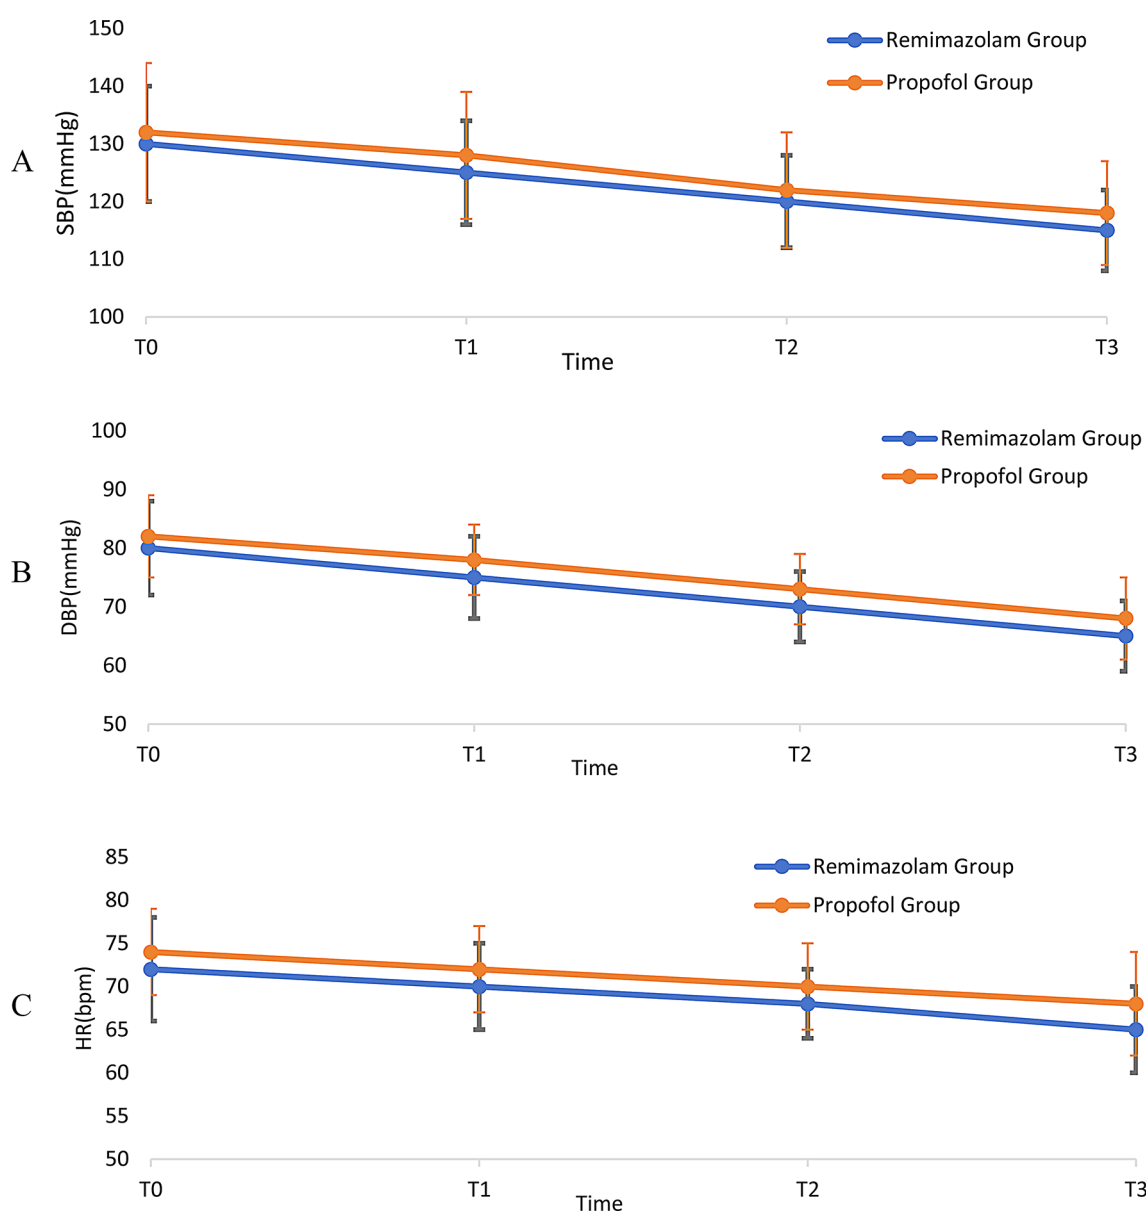 A
SBP(mmHg)
150
140
130
120
110
100
Remimazolam Group
Propofol Group
T0
T1
T2
T3
Time
B
DBP(mmHg)
100
90
80
70
60
50
Remimazolam Group
Propofol Group
T0
T1
T2
T3
Time
C
HR(bpm)
85
80
75
70
65
60
55
50
Remimazolam Group
Propofol Group
T0
T1
T2
T3
Time